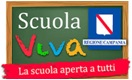 Scuola
Viva
REGIONE CAMPANIA
La scuola aperta a tutti